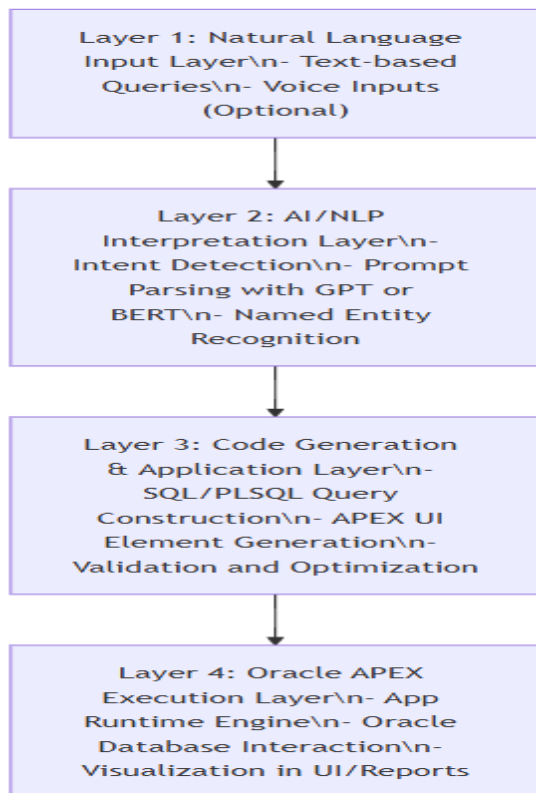 Layer 1: Natural Language
Input Layer\n- Text-based
Queries\n- Voice Inputs
(Optional)
Layer 2: AI/NLP
Interpretation Layer\n-
Intent Detection\n- Prompt
Parsing with GPT or
BERT\n- Named Entity
Recognition
Layer 3: Code Generation
& Application Layer\n-
SQL/PLSQL Query
Construction\n- APEX UI
Element Generation\n-
Validation and Optimization
Layer 4: Oracle APEX
Execution Layer\n- App
Runtime Engine\n- Oracle
Database Interaction\n-
Visualization in UI/Reports